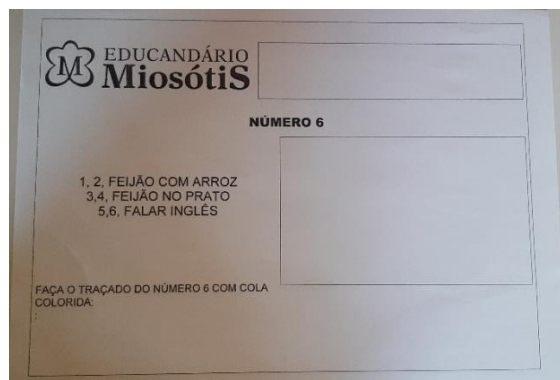 M
EDUCANDÁRIO
MiosótiS
NÚMERO 6
1, 2, FEIJÃO COM ARROZ
3,4, FEIJÃO NO PRATO
5,6, FALAR INGLÊS
FAÇA O TRAÇADO DO NÚMERO 6 COM COLA
COLORIDA:
: